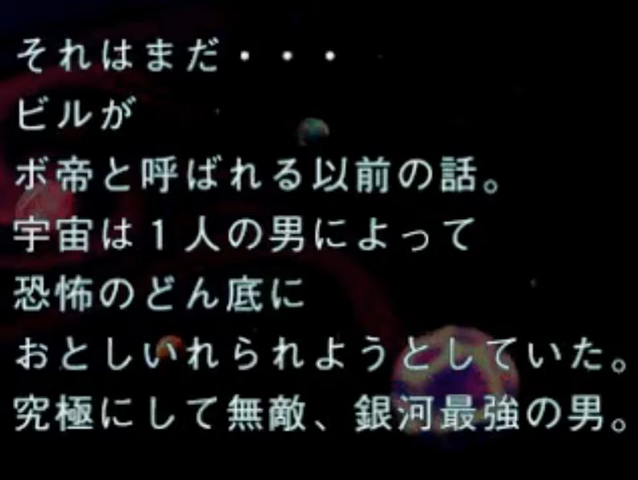 それはまだ・・・
ビルが
ボ帝と呼ばれる以前の話。
宇宙は１人の男によって
恐怖のどん底に
おとしいれられようとしていた。
究極にして無敵、銀河最強の男。